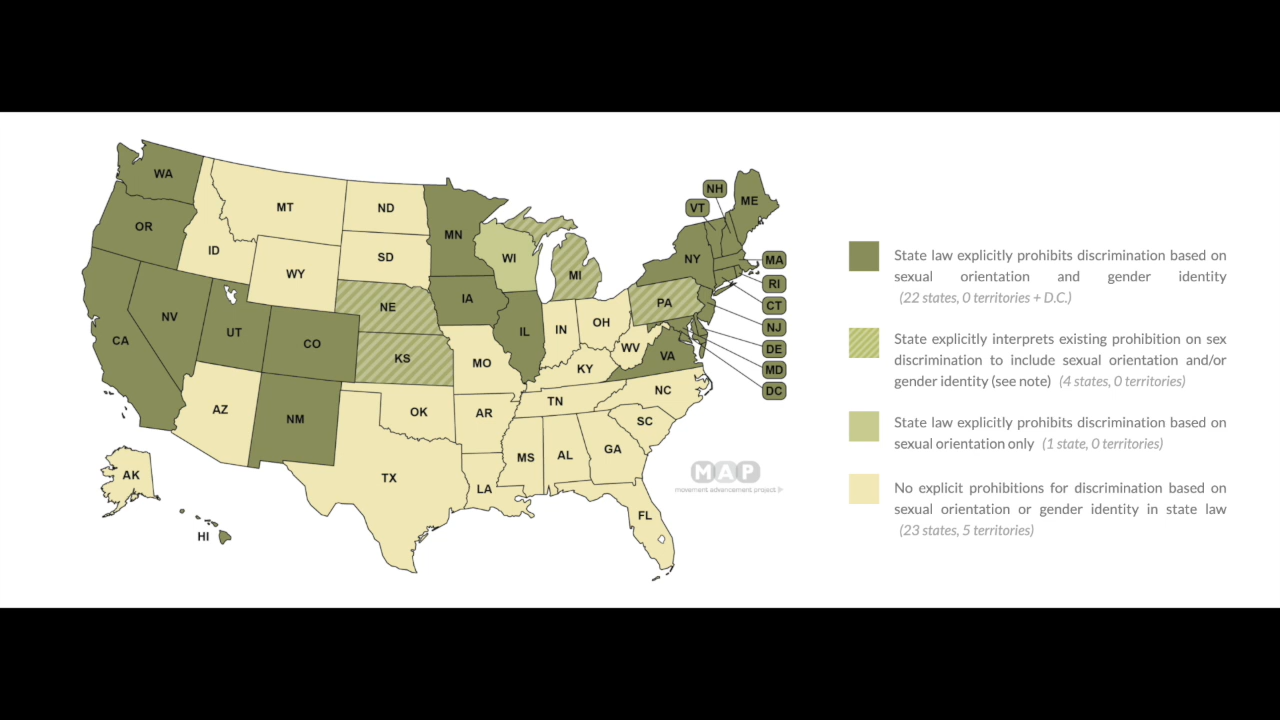 WA
OR
CA
NV
ID
MT
WY
UT
CO
AZ
NM
ND
SD
NE
KS
OK
TX
MN
IA
MO
AR
LA
WI
IL
MI
IN
OH
KY
TN
MS
AL
GA
FL
SC
NC
WV
VA
PA
NY
VT
NH
ME
MA
RI
CT
NJ
DE
MD
DC
AK
HI
MAP
movement advancement project
State law explicitly prohibits discrimination based on
sexual orientation and gender identity
(22 states, 0 territories + D.C.)
State explicitly interprets existing prohibition on sex
discrimination to include sexual orientation and/or
gender identity (see note) (4 states, 0 territories)
State law explicitly prohibits discrimination based on
sexual orientation only (1 state, 0 territories)
No explicit prohibitions for discrimination based on
sexual orientation or gender identity in state law
(23 states, 5 territories)